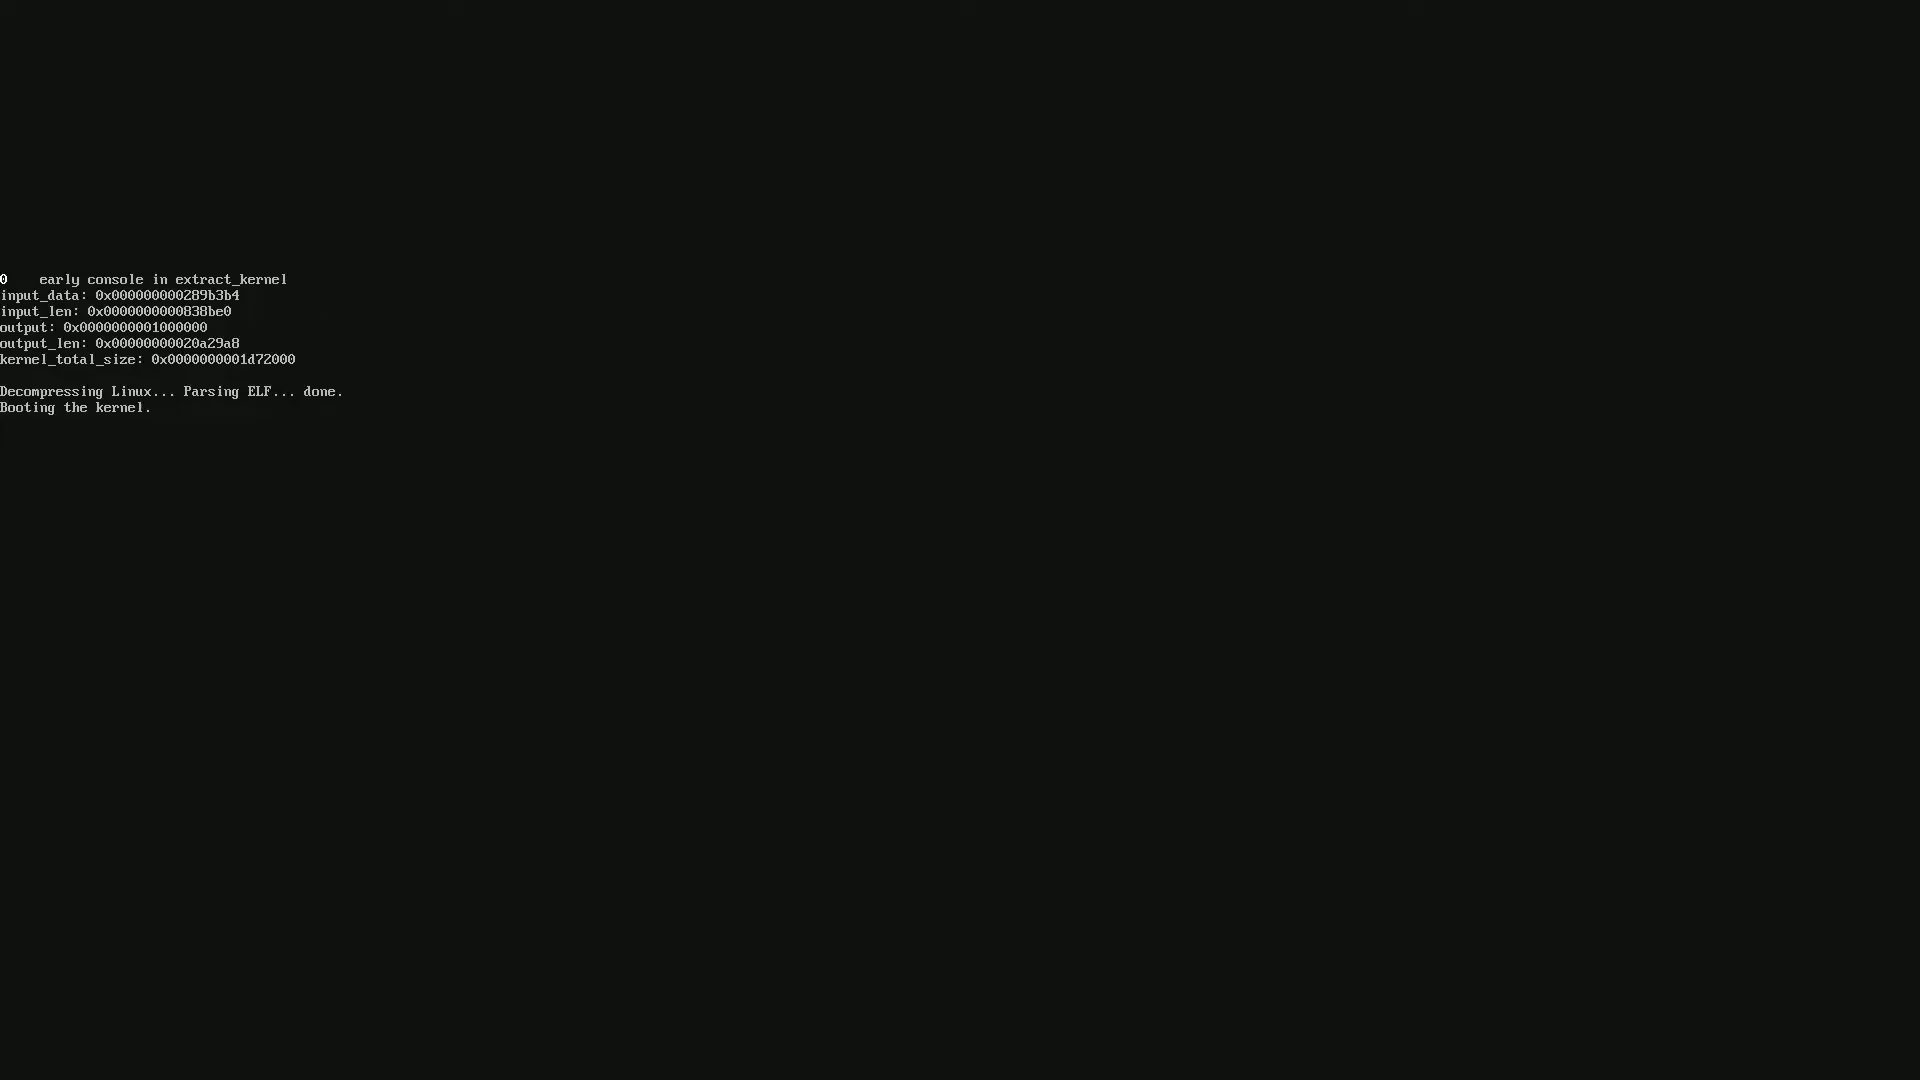 0    early console in extract_kernel
input_data: 0x000000000289b3b4
input_len: 0x0000000000838be0
output: 0x0000000001000000
output_len: 0x00000000020a29a8
kernel_total_size: 0x0000000001d72000

Decompressing Linux... Parsing ELF... done.
Booting the kernel.